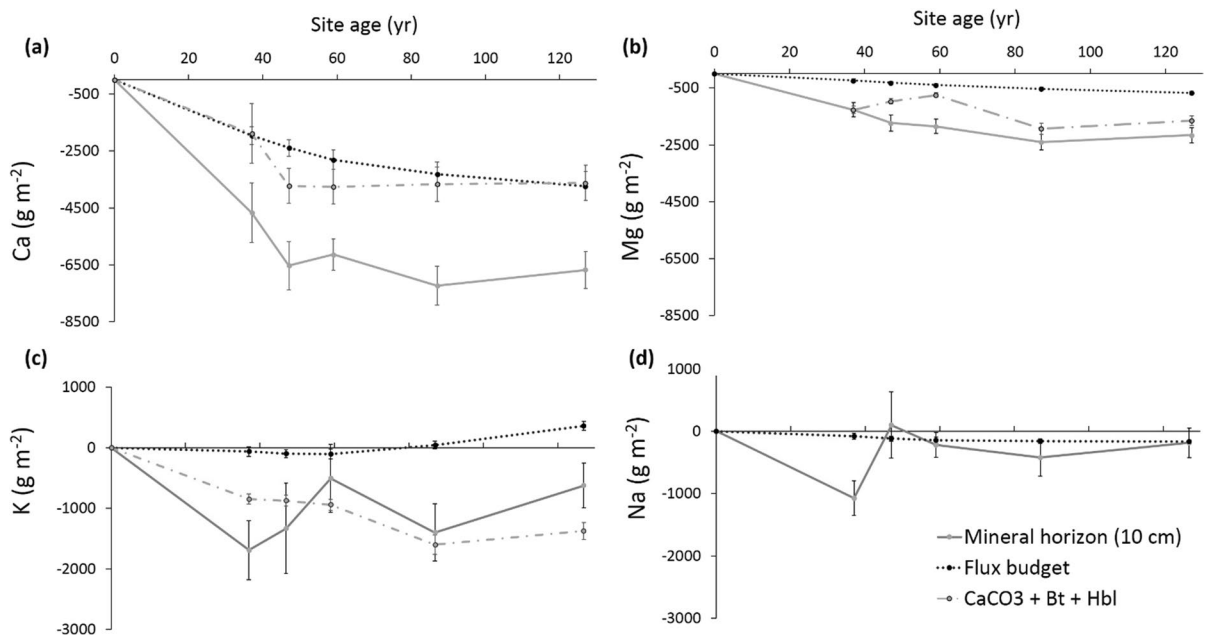 Site age (yr)
(a)
0 20 40 60 80 100 120
-500
-2500
-4500
-6500
-8500
Ca (g m⁻²)
Site age (yr)
(b)
0 20 40 60 80 100 120
-500
-2500
-4500
-6500
-8500
Mg (g m⁻²)
(c)
1000
0
-1000
-2000
-3000
K (g m⁻²)
(d)
1000
0
-1000
-2000
-3000
Na (g m⁻²)
Mineral horizon (10 cm)
Flux budget
CaCO3 + Bt + Hbl